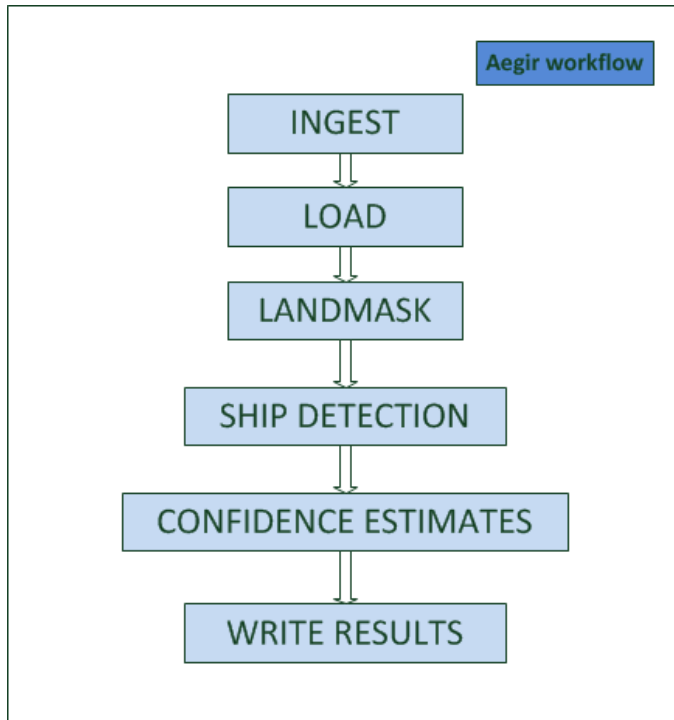 Aegir workflow
INGEST
LOAD
LANDMASK
SHIP DETECTION
CONFIDENCE ESTIMATES
WRITE RESULTS